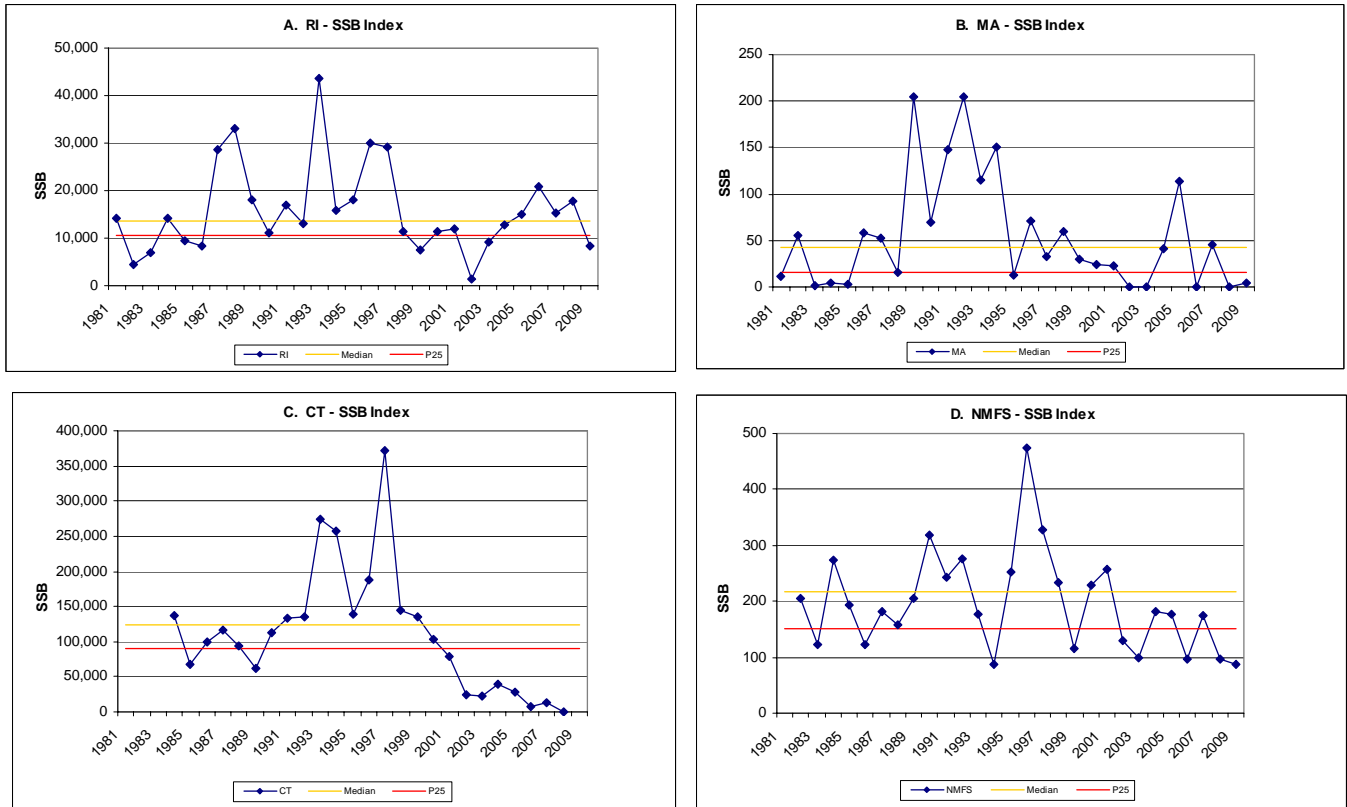 A. RI - SSB Index
50,000
40,000
30,000
20,000
10,000
0
SSB
1981 1983 1985 1987 1989 1991 1993 1995 1997 1999 2001 2003 2005 2007 2009
RI Median P25
B. MA - SSB Index
250
200
150
100
50
0
SSB
1981 1983 1985 1987 1989 1991 1993 1995 1997 1999 2001 2003 2005 2007 2009
MA Median P25
C. CT - SSB Index
400,000
350,000
300,000
250,000
200,000
150,000
100,000
50,000
0
SSB
1981 1983 1985 1987 1989 1991 1993 1995 1997 1999 2001 2003 2005 2007 2009
CT Median P25
D. NMFS - SSB Index
500
400
300
200
100
0
SSB
1981 1983 1985 1987 1989 1991 1993 1995 1997 1999 2001 2003 2005 2007 2009
NMFS Median P25